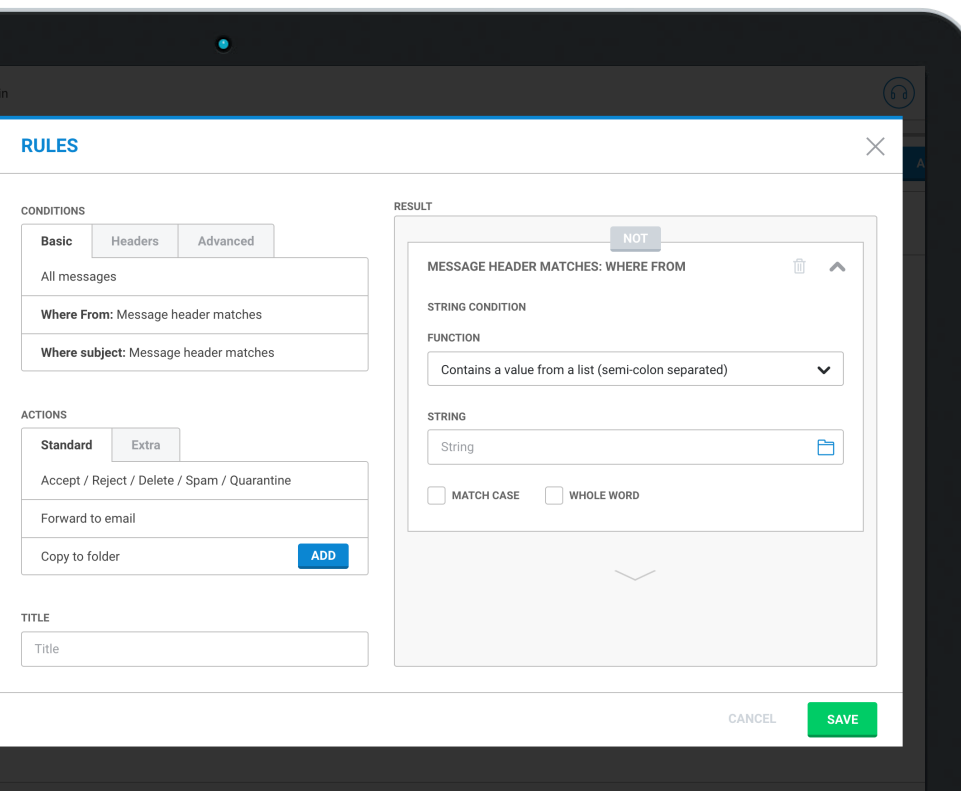 RULES
CONDITIONS
Basic
Headers
Advanced
All messages
Where From: Message header matches
Where subject: Message header matches
ACTIONS
Standard
Extra
Accept / Reject / Delete / Spam / Quarantine
Forward to email
Copy to folder
ADD
TITLE
Title
RESULT
NOT
MESSAGE HEADER MATCHES: WHERE FROM
STRING CONDITION
FUNCTION
Contains a value from a list (semi-colon separated)
STRING
String
MATCH CASE
WHOLE WORD
CANCEL
SAVE